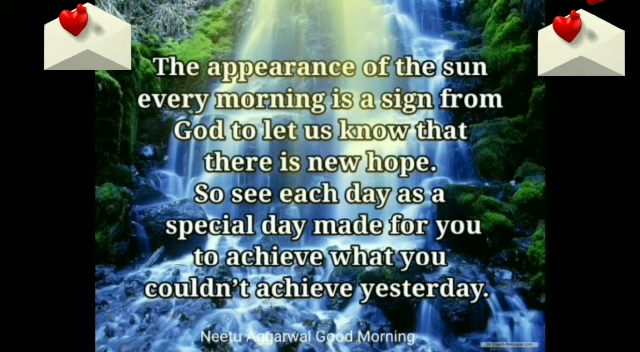 The appearance of the sun
every morning is a sign from
God to let us know that
there is new hope.
So see each day as a
special day made for you
to achieve what you
couldn't achieve yesterday.
Neetu Aggarwal Good Morning